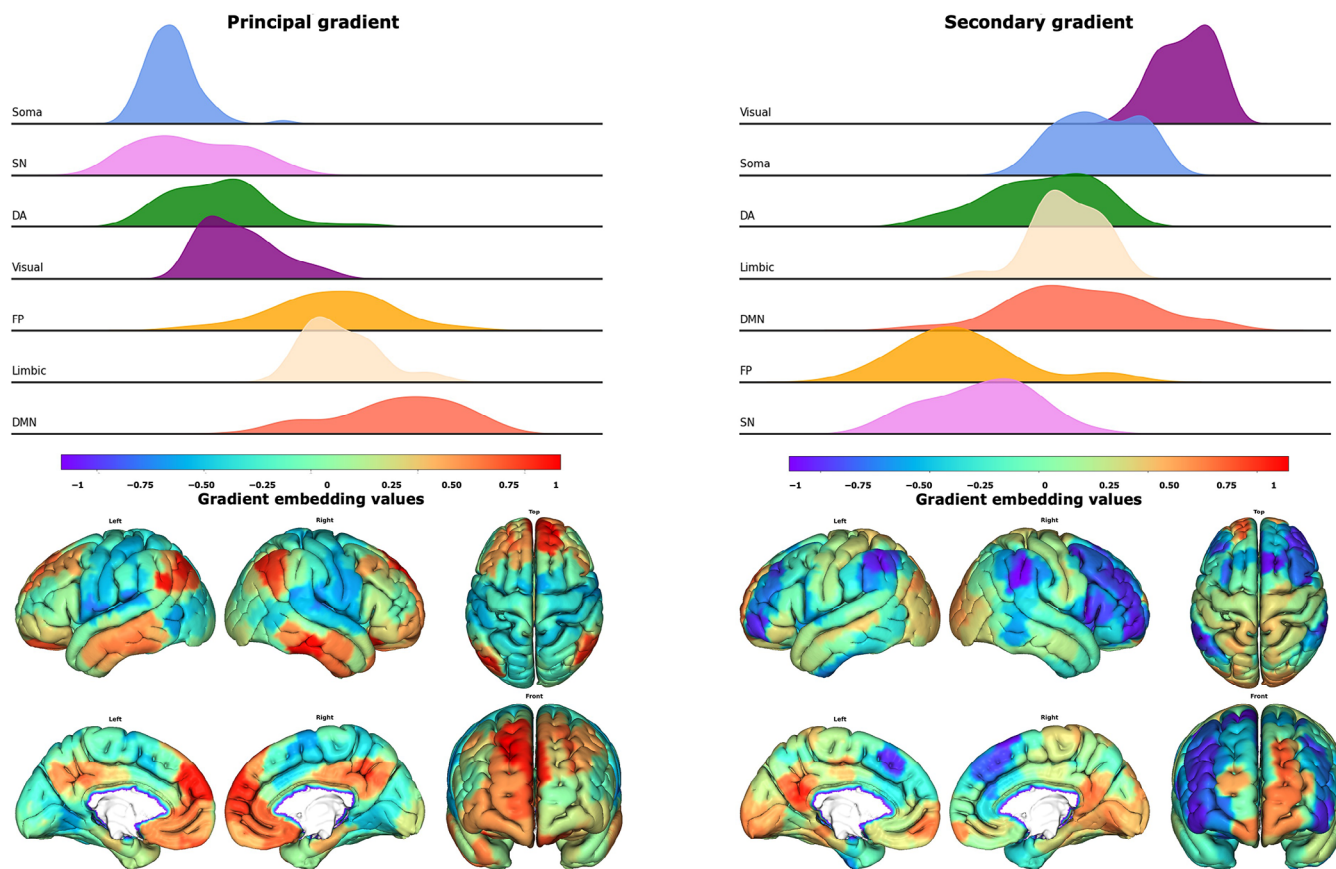 Principal gradient
Soma
SN
DA
Visual
FP
Limbic
DMN
−1 −0.75 −0.50 −0.25 0 0.25 0.50 0.75 1
Gradient embedding values
Left Right Top
Left Right Front
Secondary gradient
Visual
Soma
DA
Limbic
DMN
FP
SN
−1 −0.75 −0.50 −0.25 0 0.25 0.50 0.75 1
Gradient embedding values
Left Right Top
Left Right Front